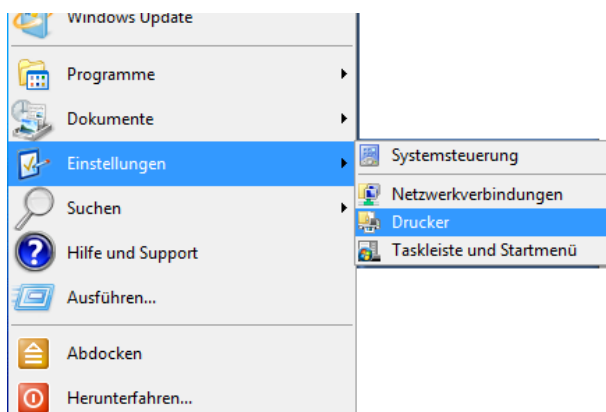 Windows Update
Programme
Dokumente
Einstellungen
Systemsteuerung
Netzwerkverbindungen
Drucker
Taskleiste und Startmenü
Suchen
Hilfe und Support
Ausführen...
Abdocken
Herunterfahren...